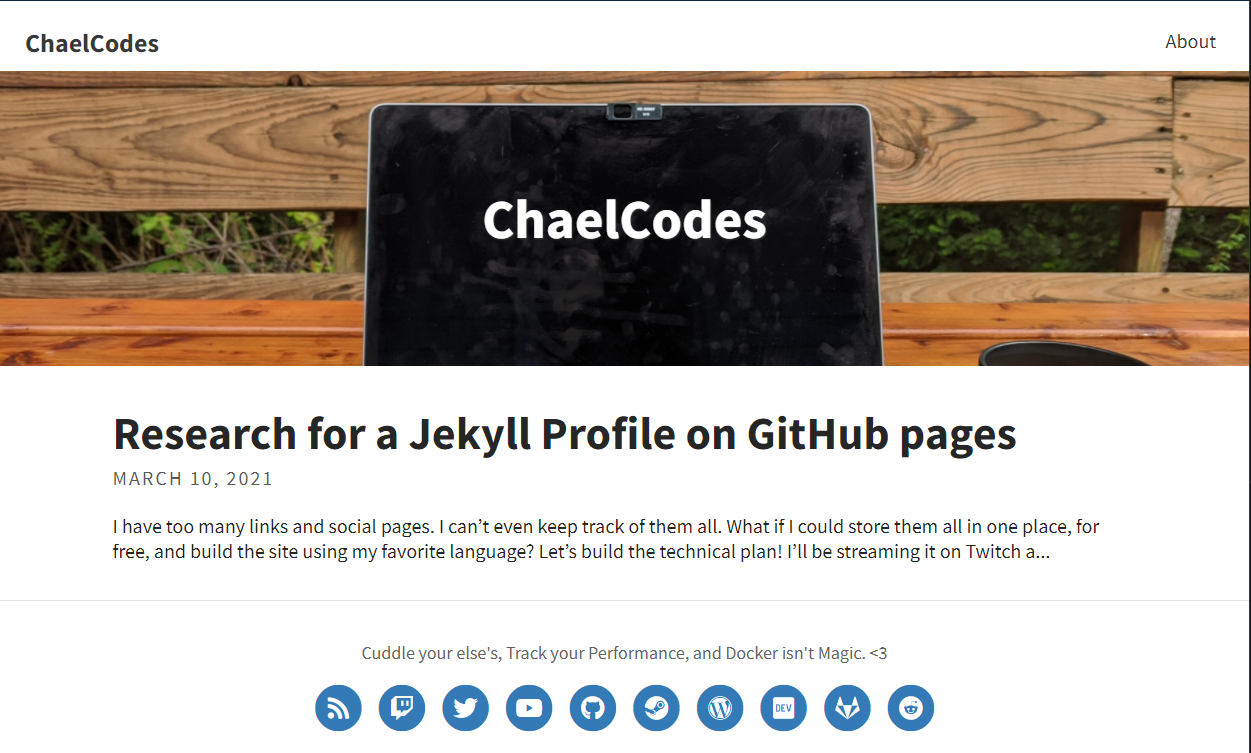 ChaelCodes
About
ChaelCodes
Research for a Jekyll Profile on GitHub pages
MARCH 10, 2021
I have too many links and social pages. I can’t even keep track of them all. What if I could store them all in one place, for
free, and build the site using my favorite language? Let’s build the technical plan! I’ll be streaming it on Twitch a...
Cuddle your else's, Track your Performance, and Docker isn't Magic. <3
DEV